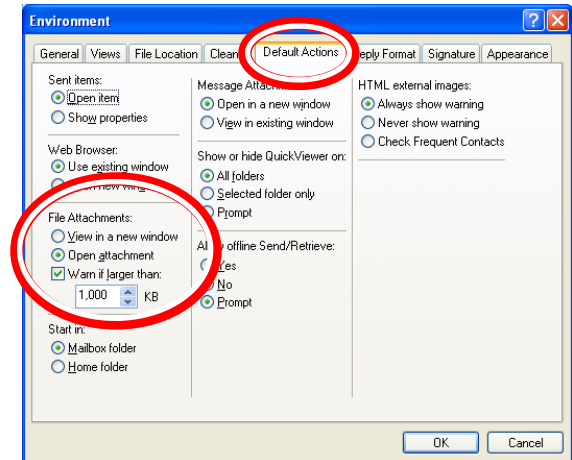 Environment
General Views File Location Default Actions Signature Appearance
Sent items:
Open item
Show properties
Web Browser:
Use existing window
new
File Attachments:
View in a new window
Open attachment
Warn if larger than:
1,000 KB
Start in:
Mailbox folder
Home folder
Message
Open in a new window
View in existing window
Show or hide QuickViewer on:
All folders
Selected folder only
Prompt
offline Send/Retrieve:
Yes
No
Prompt
HTML external images:
Always show warning
Never show warning
Check Frequent Contacts
OK Cancel